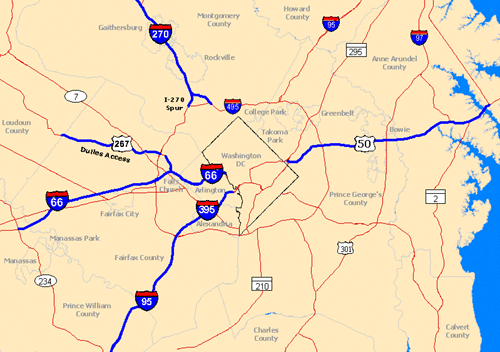 Montgomery
County
Howard
County
Gaithersburg
270
95
97
295
Rockville
Anne Arundel
County
7
I-270
Spur
495
College Park
Greenbelt
Loudoun
County
267
Dulles Access
Takoma
Park
50
Bowie
Washington
DC
66
Falls
Church
Arlington
66
395
Prince George's
County
2
Fairfax City
Alexandria
Manassas Park
301
Manassas
Fairfax County
234
210
95
Prince William
County
Charles
County
Calvert
County